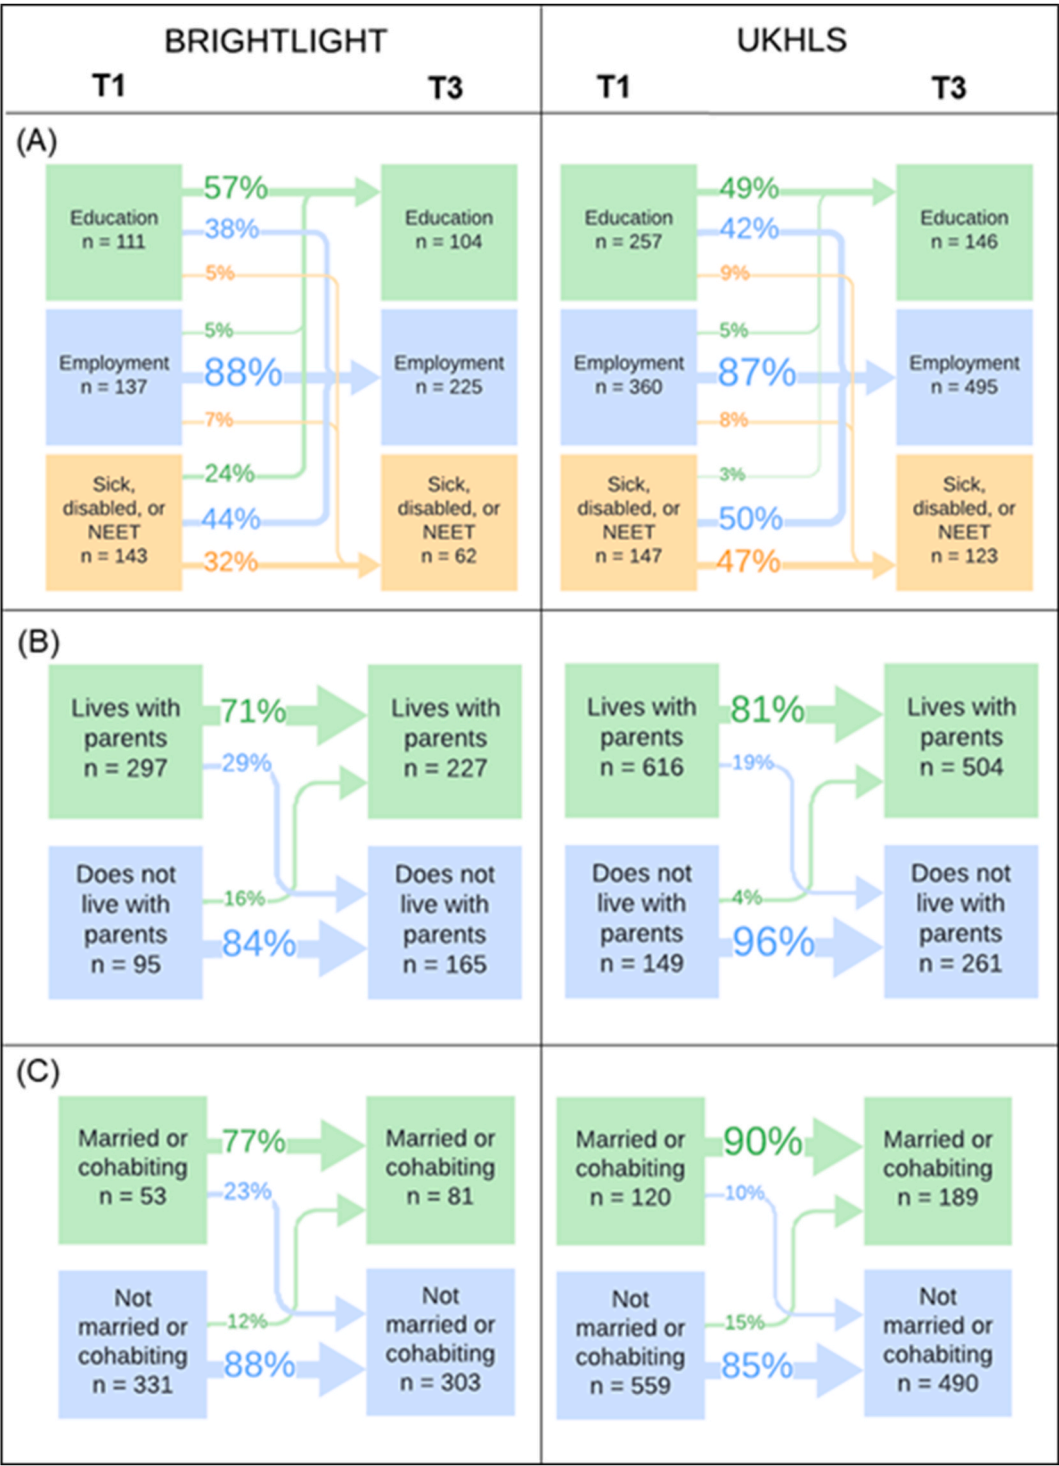 BRIGHTLIGHT
UKHLS
T1
T3
T1
T3
(A)
Education
n = 111
57%
38%
5%
Employment
n = 137
5%
88%
7%
Sick,
disabled, or
NEET
n = 143
24%
44%
32%
Education
n = 104
Employment
n = 225
Sick,
disabled, or
NEET
n = 62
Education
n = 257
49%
42%
9%
Employment
n = 360
5%
87%
8%
Sick,
disabled, or
NEET
n = 147
3%
50%
47%
Education
n = 146
Employment
n = 495
Sick,
disabled, or
NEET
n = 123
(B)
Lives with
parents
n = 297
71%
29%
Does not
live with
parents
n = 95
16%
84%
Lives with
parents
n = 227
Does not
live with
parents
n = 165
Lives with
parents
n = 616
81%
19%
Does not
live with
parents
n = 149
4%
96%
Lives with
parents
n = 504
Does not
live with
parents
n = 261
(C)
Married or
cohabiting
n = 53
77%
23%
Not
married or
cohabiting
n = 331
12%
88%
Married or
cohabiting
n = 81
Not
married or
cohabiting
n = 303
Married or
cohabiting
n = 120
90%
10%
Not
married or
cohabiting
n = 559
15%
85%
Married or
cohabiting
n = 189
Not
married or
cohabiting
n = 490